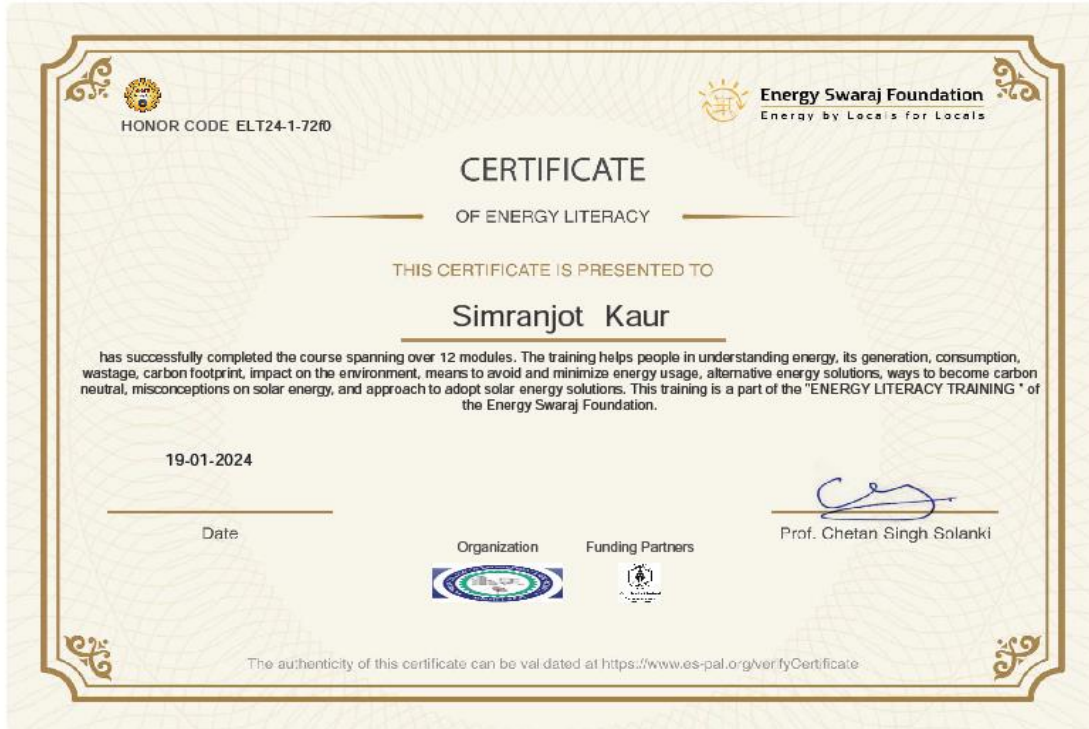 HONOR CODE ELT24-1-72f0
Energy Swaraj Foundation
Energy by Locals for Locals
CERTIFICATE
OF ENERGY LITERACY
THIS CERTIFICATE IS PRESENTED TO
Simranjot Kaur
has successfully completed the course spanning over 12 modules. The training helps people in understanding energy, its generation, consumption,
wastage, carbon footprint, impact on the environment, means to avoid and minimize energy usage, alternative energy solutions, ways to become carbon
neutral, misconceptions on solar energy, and approach to adopt solar energy solutions. This training is a part of the "ENERGY LITERACY TRAINING " of
the Energy Swaraj Foundation.
19-01-2024
Date
Prof. Chetan Singh Solanki
Organization Funding Partners
The authenticity of this certificate can be validated at https://www.es-pal.org/verifyCertificate